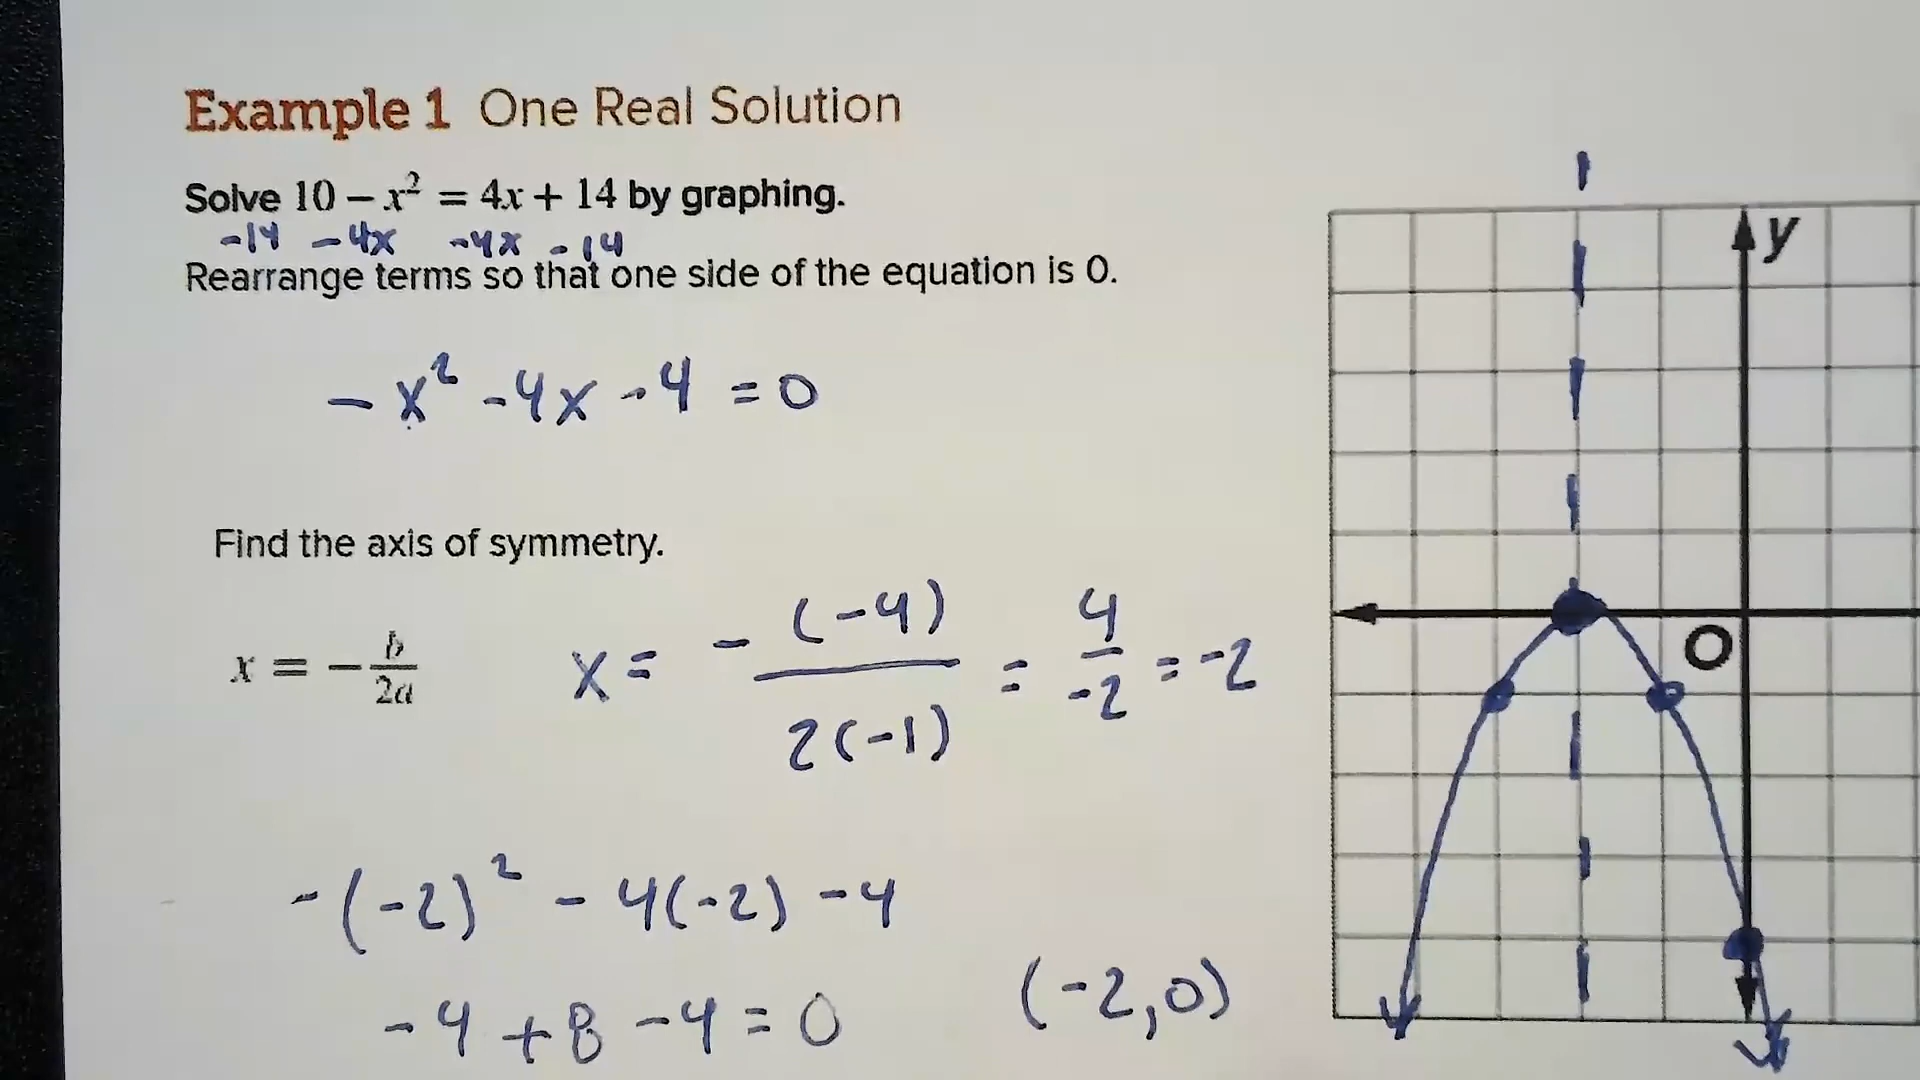 Example 1 One Real Solution
Solve 10 – x² = 4x + 14 by graphing.
-14 -4x -4x -14
Rearrange terms so that one side of the equation is 0.
-x² -4x -4 = 0
Find the axis of symmetry.
x = -b/2a x = -(-4)/2(-1) = 4/-2 = -2
-(-2)² - 4(-2) -4
-4 +8 -4 = 0
(-2,0)
y
O